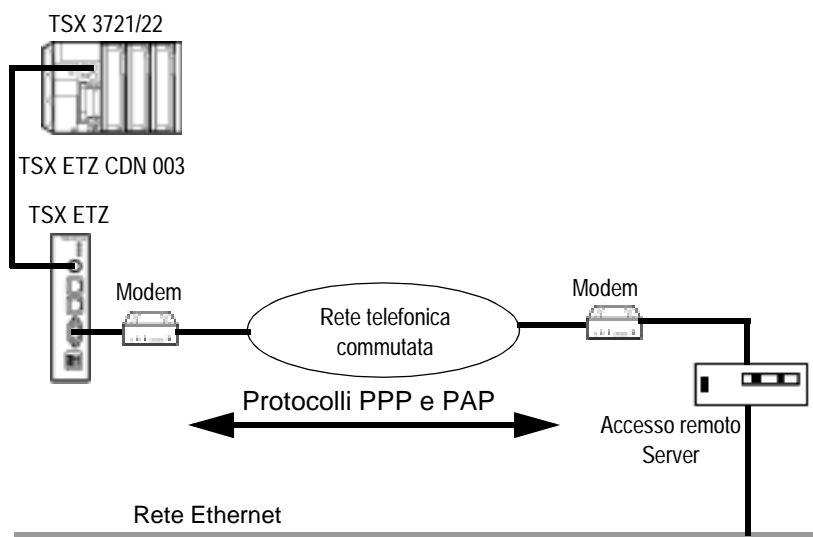 TSX 3721/22
TSX ETZ CDN 003
TSX ETZ
Modem
Rete telefonica
commutata
Modem
Protocolli PPP e PAP
Accesso remoto
Server
Rete Ethernet